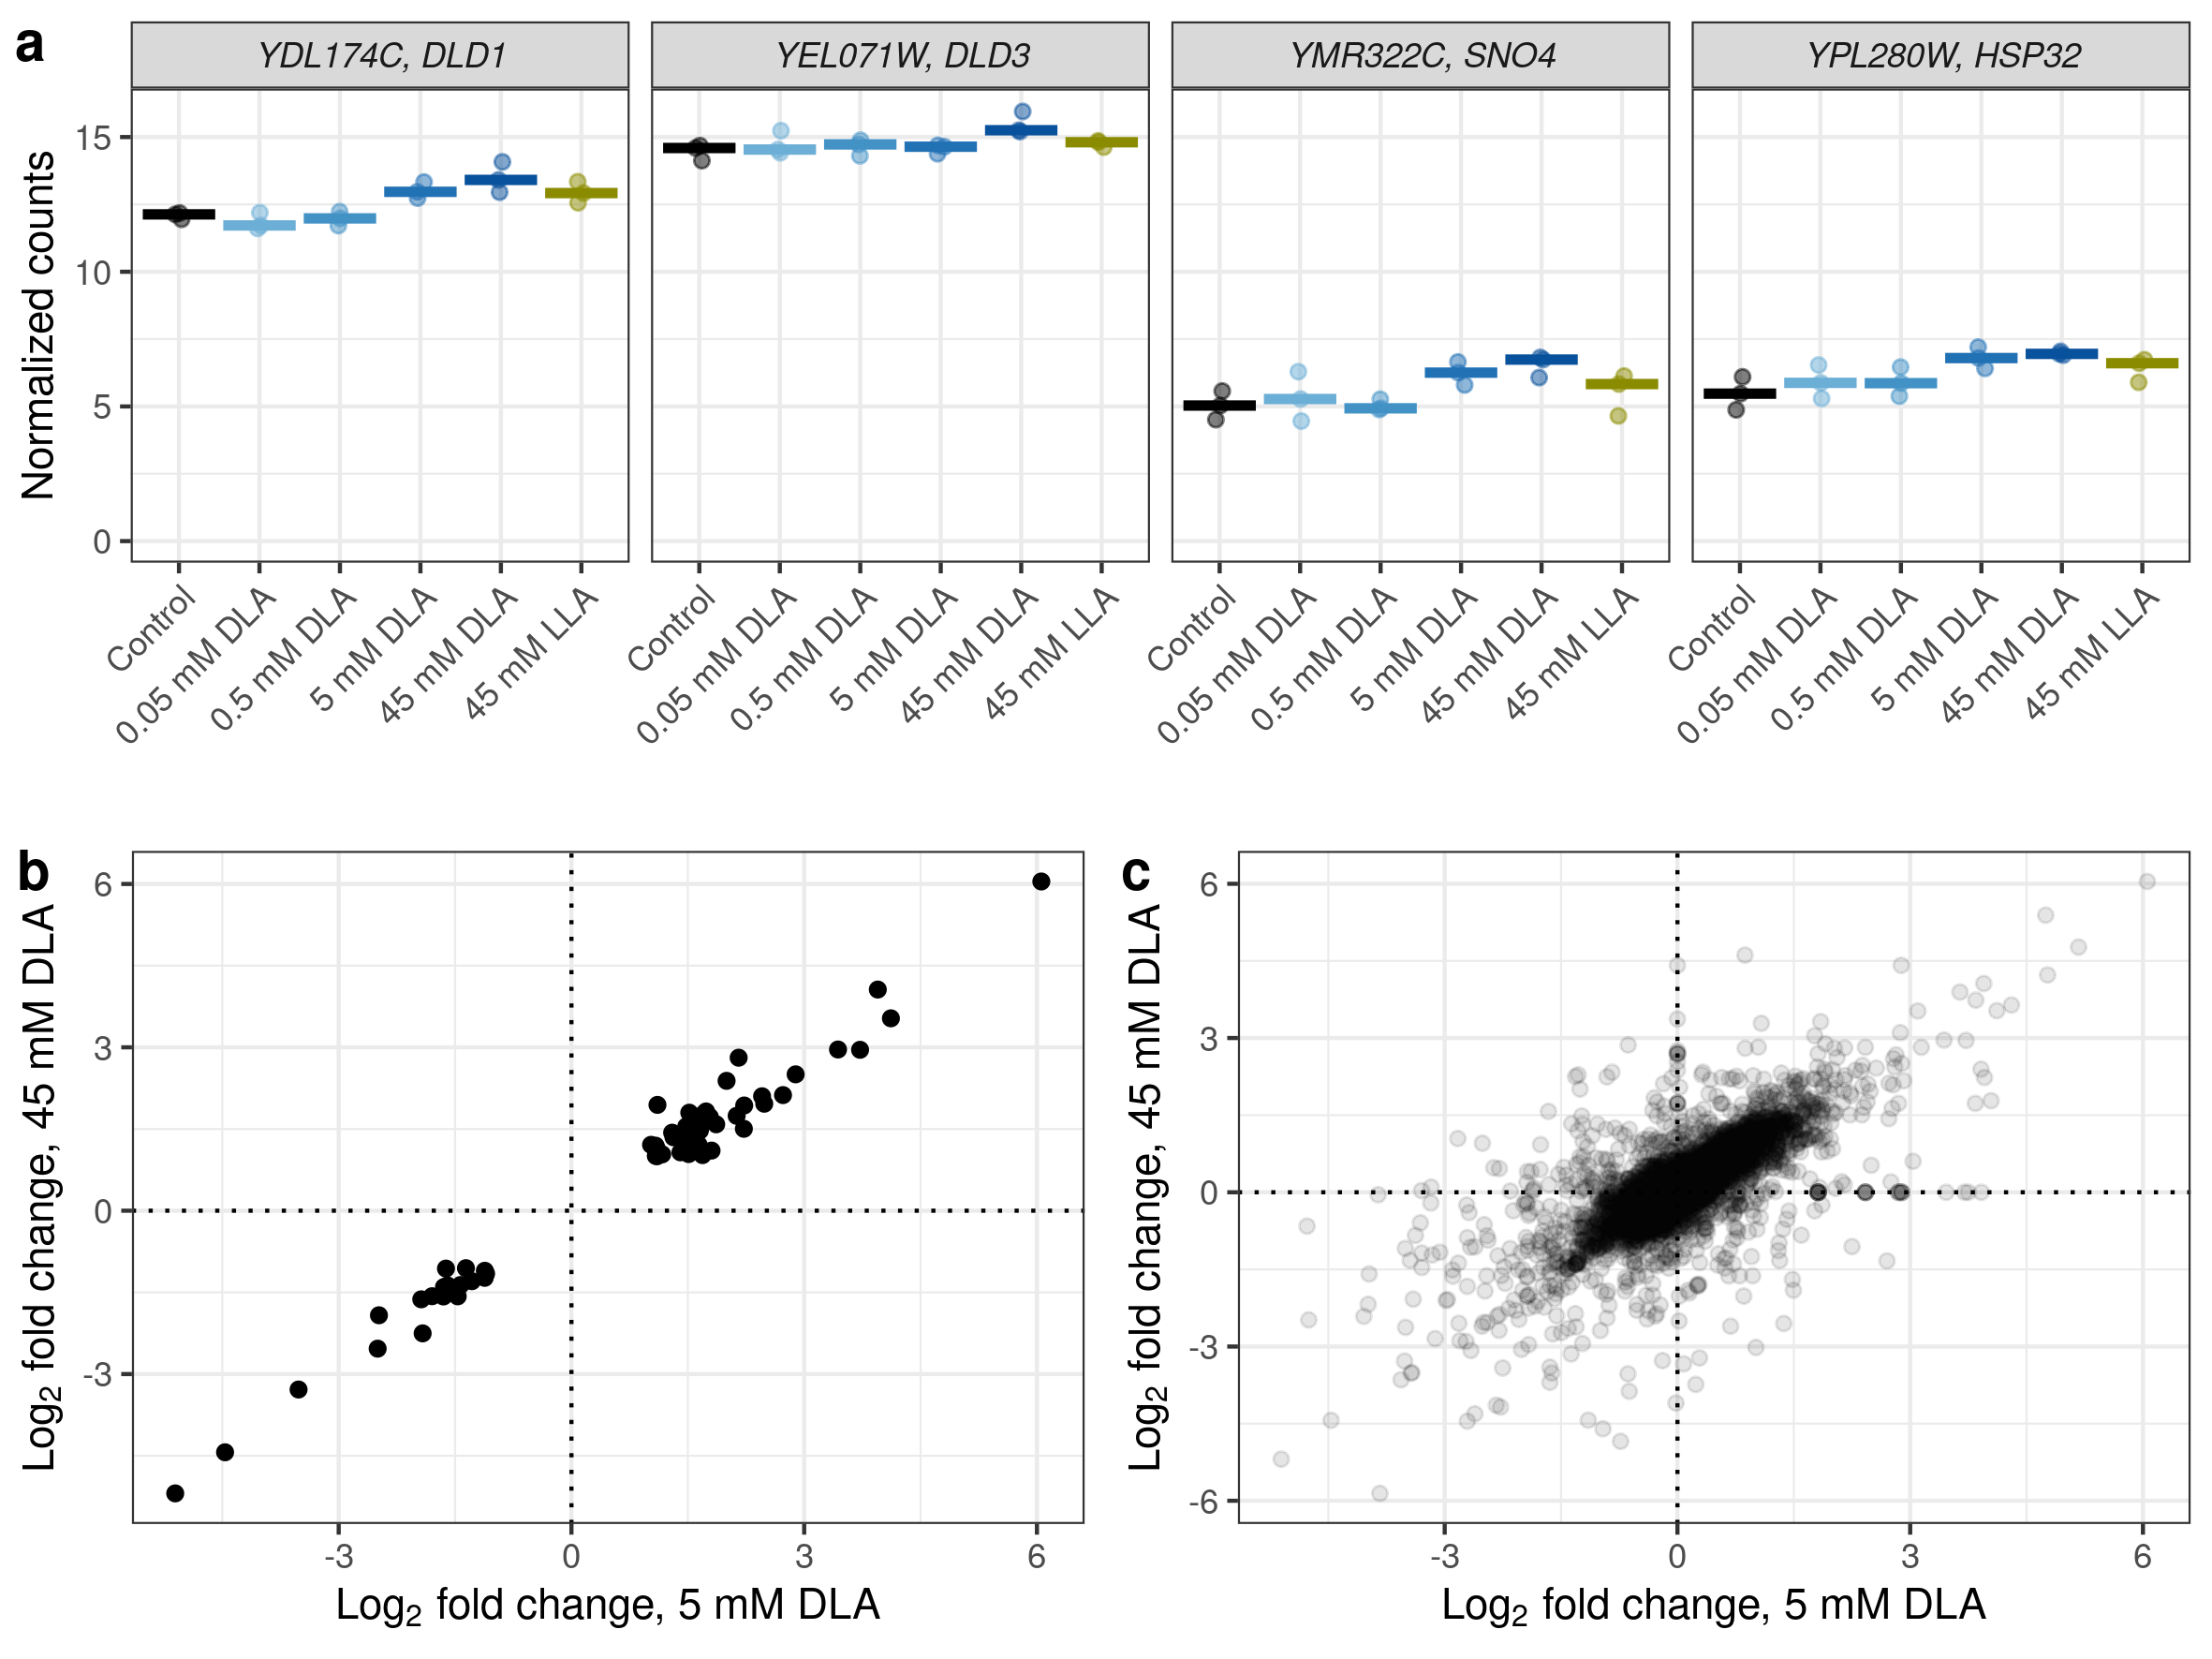 a
YDL174C, DLD1
YEL071W, DLD3
YMR322C, SNO4
YPL280W, HSP32
Normalized counts
15
10
5
0
Control
0.05 mM DLA
0.5 mM DLA
5 mM DLA
45 mM DLA
45 mM LLA
Control
0.05 mM DLA
0.5 mM DLA
5 mM DLA
45 mM DLA
45 mM LLA
Control
0.05 mM DLA
0.5 mM DLA
5 mM DLA
45 mM DLA
45 mM LLA
Control
0.05 mM DLA
0.5 mM DLA
5 mM DLA
45 mM DLA
45 mM LLA
b
Log₂ fold change, 45 mM DLA
6
3
0
-3
-3
0
3
6
Log₂ fold change, 5 mM DLA
c
Log₂ fold change, 45 mM DLA
6
3
0
-3
-6
-3
0
3
6
Log₂ fold change, 5 mM DLA